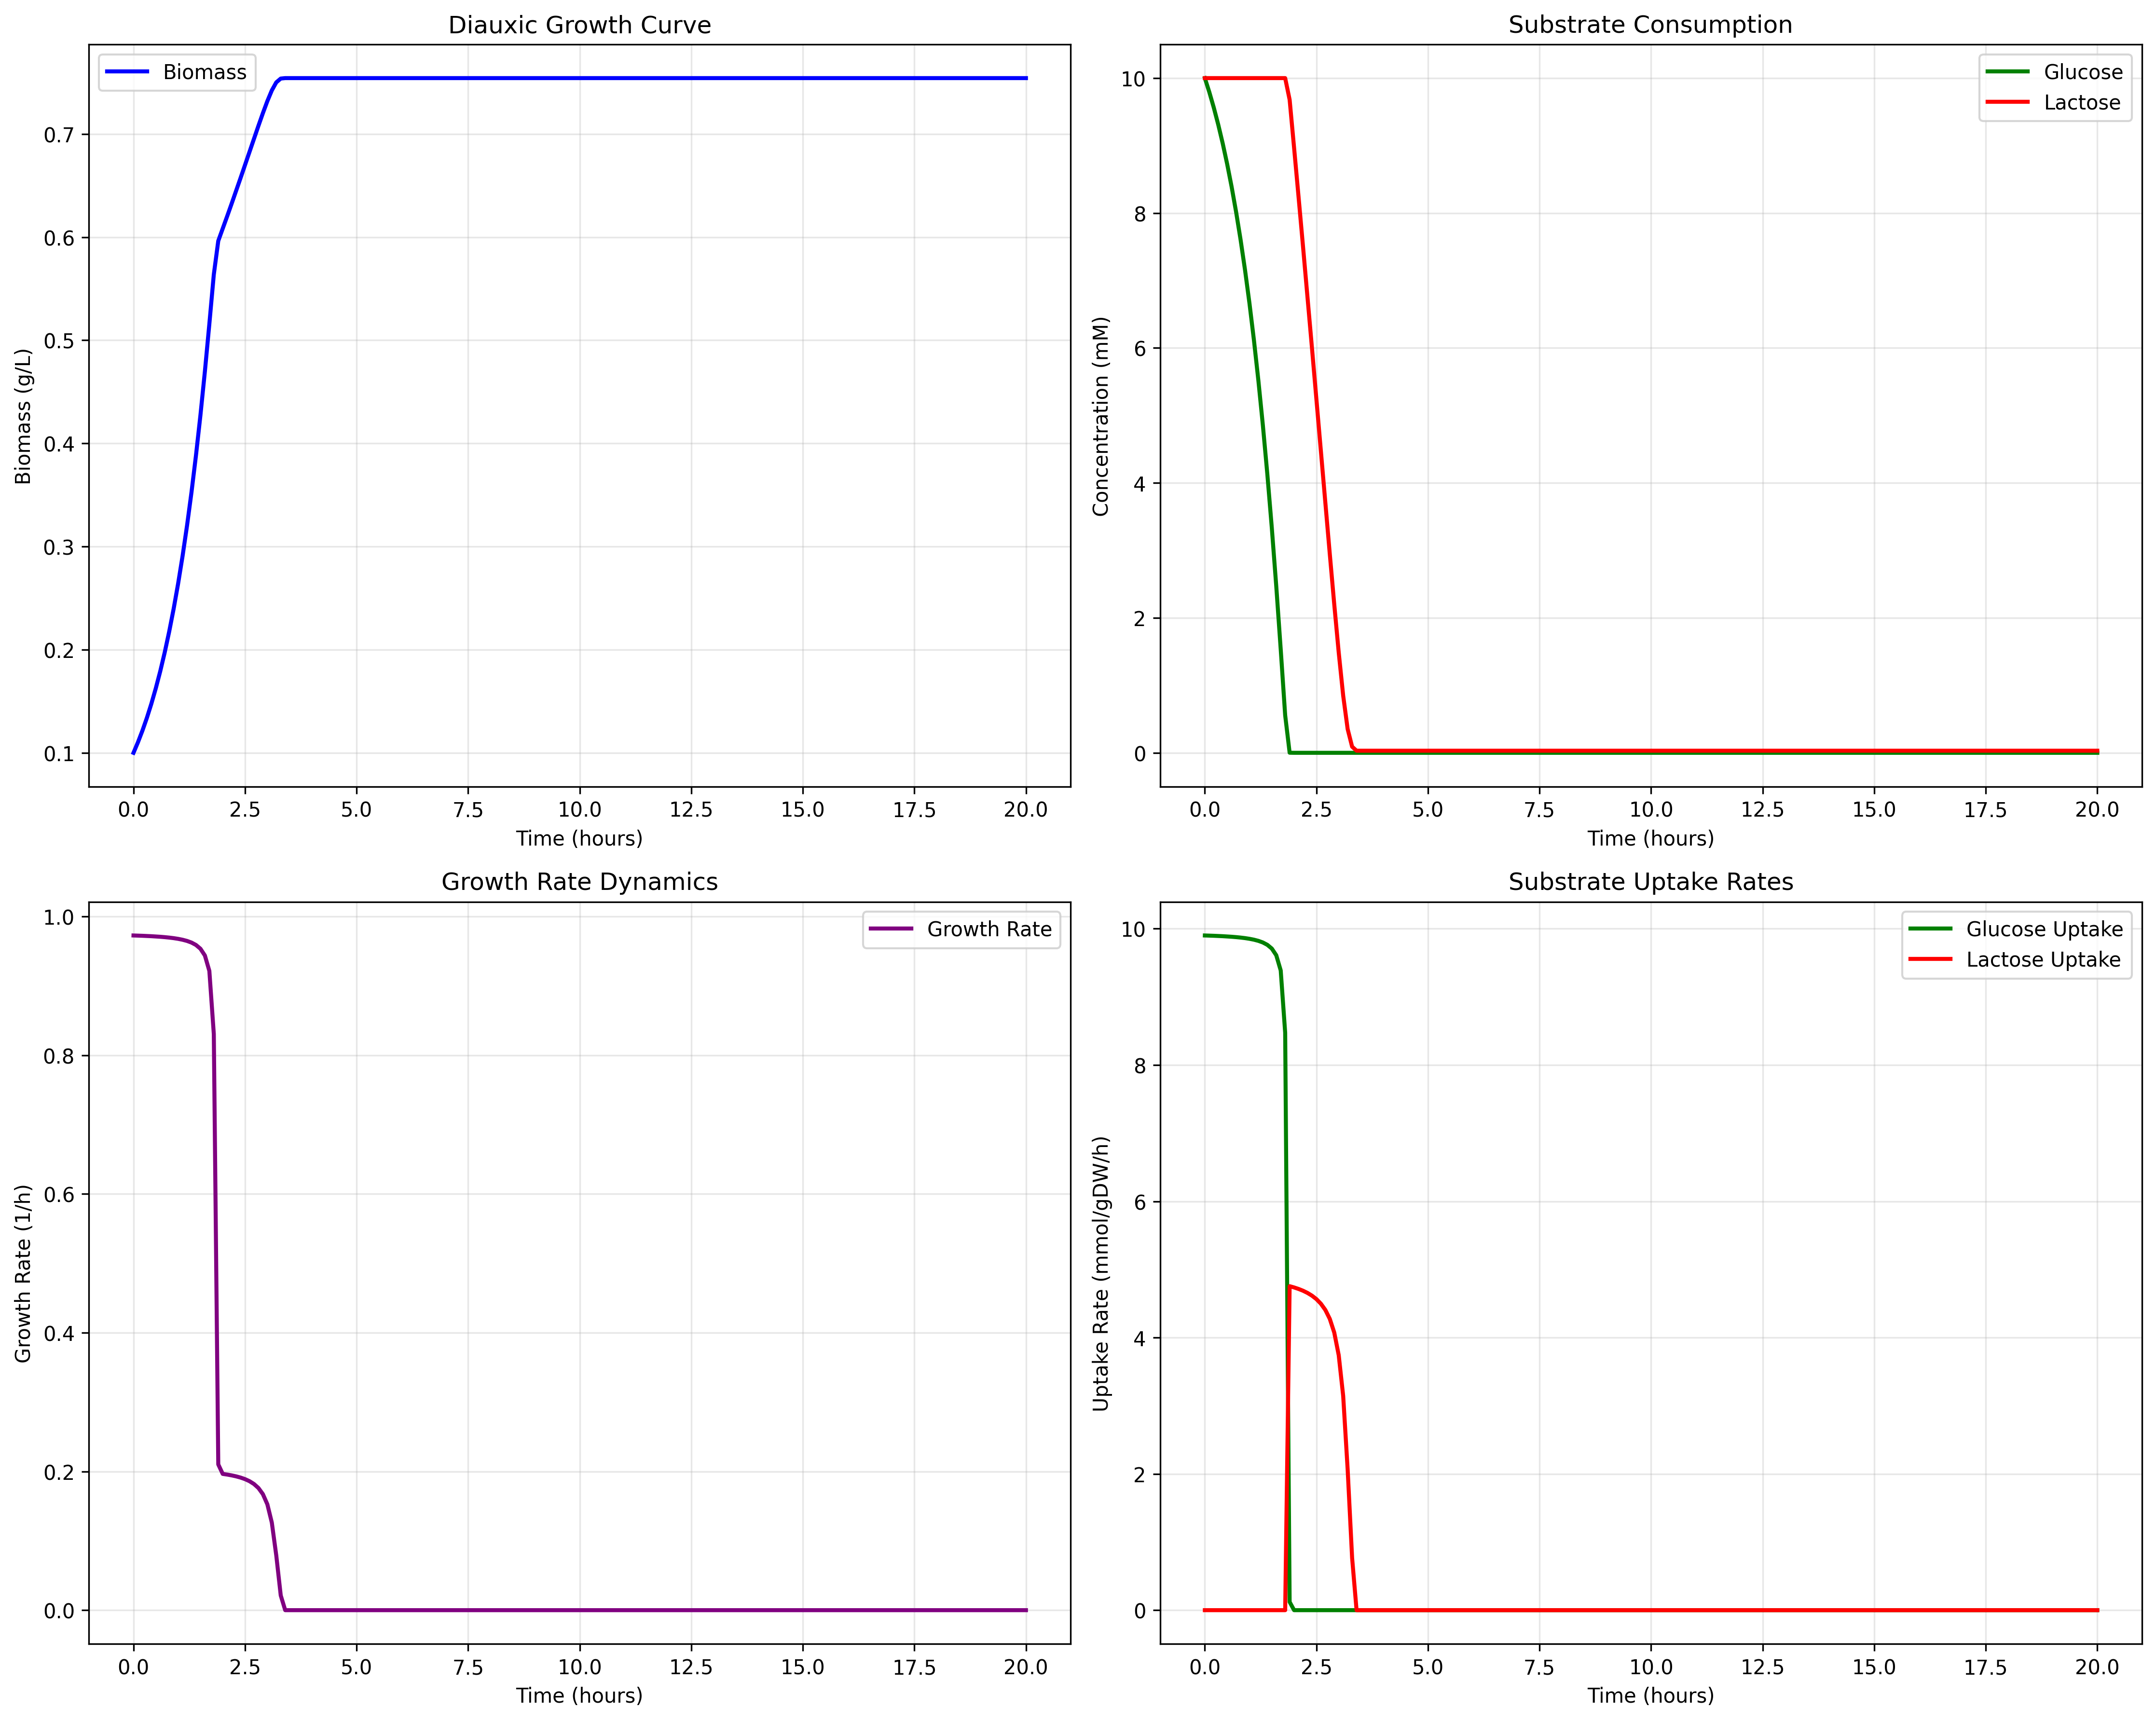 Diauxic Growth Curve
Biomass
0.7
0.6
0.5
0.4
0.3
0.2
0.1
Biomass (g/L)
0.0 2.5 5.0 7.5 10.0 12.5 15.0 17.5 20.0
Time (hours)
Substrate Consumption
Glucose
Lactose
10
8
6
4
2
0
Concentration (mM)
0.0 2.5 5.0 7.5 10.0 12.5 15.0 17.5 20.0
Time (hours)
Growth Rate Dynamics
Growth Rate
1.0
0.8
0.6
0.4
0.2
0.0
Growth Rate (1/h)
0.0 2.5 5.0 7.5 10.0 12.5 15.0 17.5 20.0
Time (hours)
Substrate Uptake Rates
Glucose Uptake
Lactose Uptake
10
8
6
4
2
0
Uptake Rate (mmol/gDW/h)
0.0 2.5 5.0 7.5 10.0 12.5 15.0 17.5 20.0
Time (hours)